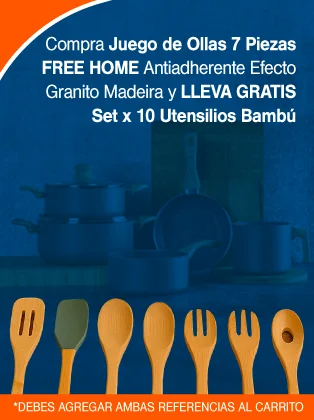 Compra Juego de Ollas 7 Piezas
FREE HOME Antiadherente Efecto
Granito Madeira y LLEVA GRATIS
Set x 10 Utensilios Bambú
*DEBES AGREGAR AMBAS REFERENCIAS AL CARRITO